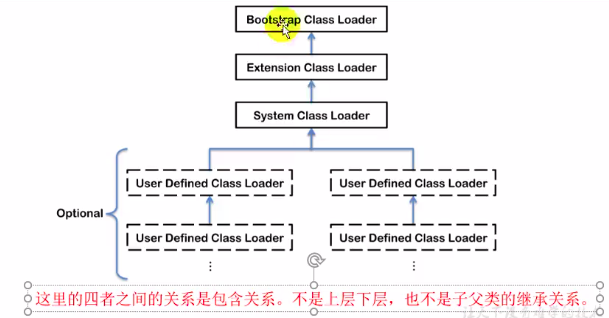 Bootstrap Class Loader
Extension Class Loader
System Class Loader
User Defined Class Loader
User Defined Class Loader
Optional
User Defined Class Loader
User Defined Class Loader
⋮
⋮
这里的四者之间的关系是包含关系。不是上层下层，也不是子父类的继承关系。